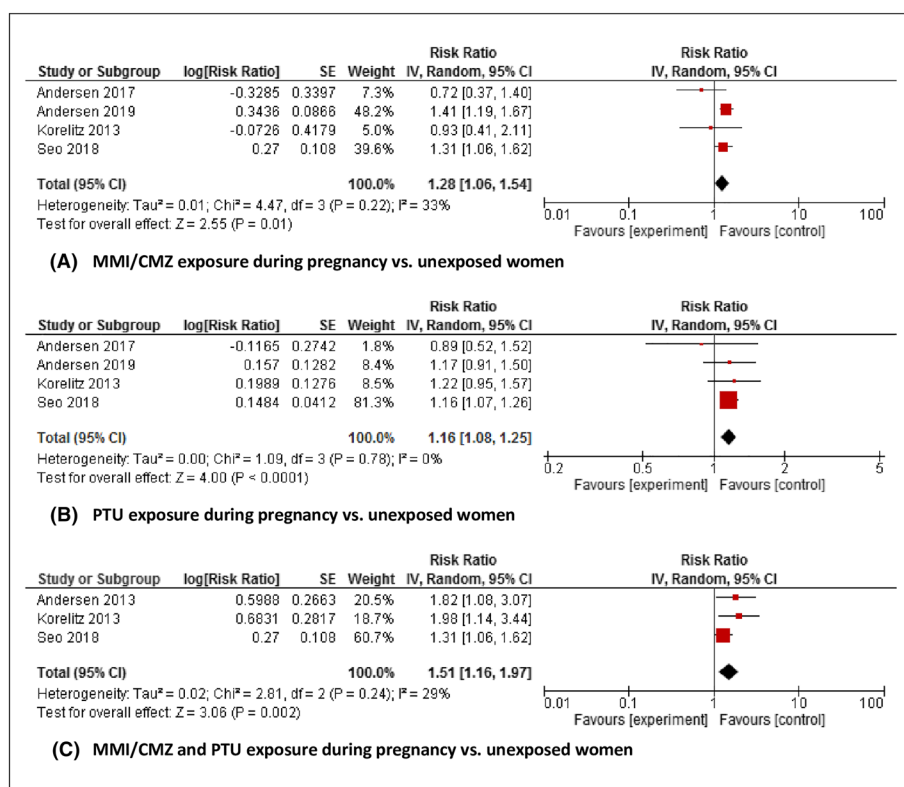 Risk Ratio Risk Ratio
Study or Subgroup log[Risk Ratio] SE Weight IV, Random, 95% CI IV, Random, 95% CI
Andersen 2017 -0.3285 0.3397 7.3% 0.72 [0.37, 1.40]
Andersen 2019 0.3436 0.0866 48.2% 1.41 [1.19, 1.67]
Korelitz 2013 -0.0726 0.4179 5.0% 0.93 [0.41, 2.11]
Seo 2018 0.27 0.108 39.6% 1.31 [1.06, 1.62]
Total (95% CI) 100.0% 1.28 [1.06, 1.54]
Heterogeneity: Tau² = 0.01; Chi² = 4.47, df = 3 (P = 0.22); I² = 33%
Test for overall effect: Z = 2.55 (P = 0.01)
0.01 0.1 1 10 100
Favours [experiment] Favours [control]
(A) MMI/CMZ exposure during pregnancy vs. unexposed women
Risk Ratio Risk Ratio
Study or Subgroup log[Risk Ratio] SE Weight IV, Random, 95% CI IV, Random, 95% CI
Andersen 2017 -0.1165 0.2742 1.8% 0.89 [0.52, 1.52]
Andersen 2019 0.157 0.1282 8.4% 1.17 [0.91, 1.50]
Korelitz 2013 0.1989 0.1276 8.5% 1.22 [0.95, 1.57]
Seo 2018 0.1484 0.0412 81.3% 1.16 [1.07, 1.26]
Total (95% CI) 100.0% 1.16 [1.08, 1.25]
Heterogeneity: Tau² = 0.00; Chi² = 1.09, df = 3 (P = 0.78); I² = 0%
Test for overall effect: Z = 4.00 (P < 0.0001)
0.2 0.5 1 2 5
Favours [experiment] Favours [control]
(B) PTU exposure during pregnancy vs. unexposed women
Risk Ratio Risk Ratio
Study or Subgroup log[Risk Ratio] SE Weight IV, Random, 95% CI IV, Random, 95% CI
Andersen 2013 0.5988 0.2663 20.5% 1.82 [1.08, 3.07]
Korelitz 2013 0.6831 0.2817 18.7% 1.98 [1.14, 3.44]
Seo 2018 0.27 0.108 60.7% 1.31 [1.06, 1.62]
Total (95% CI) 100.0% 1.51 [1.16, 1.97]
Heterogeneity: Tau² = 0.02; Chi² = 2.81, df = 2 (P = 0.24); I² = 29%
Test for overall effect: Z = 3.06 (P = 0.002)
0.01 0.1 1 10 100
Favours [experiment] Favours [control]
(C) MMI/CMZ and PTU exposure during pregnancy vs. unexposed women